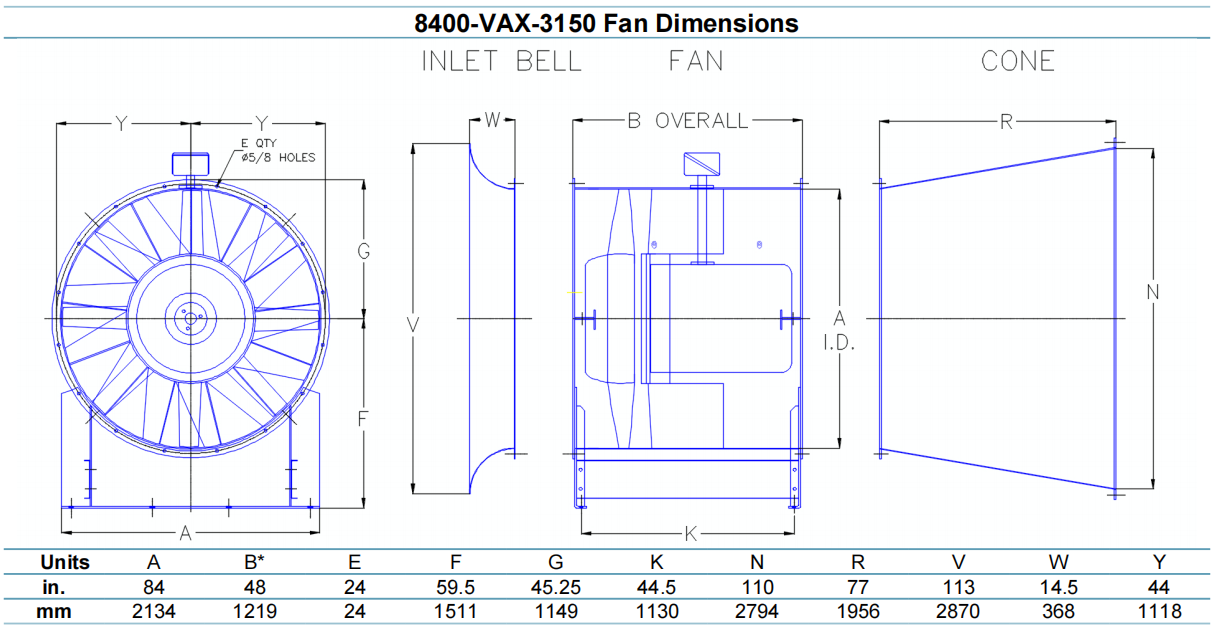 8400-VAX-3150 Fan Dimensions
INLET BELL FAN CONE
Y Y W B OVERALL R
E QTY
ø5/8 HOLES
G
V
A
I.D.
N
F
A K
Units A B* E F G K N R V W Y
in. 84 48 24 59.5 45.25 44.5 110 77 113 14.5 44
mm 2134 1219 24 1511 1149 1130 2794 1956 2870 368 1118